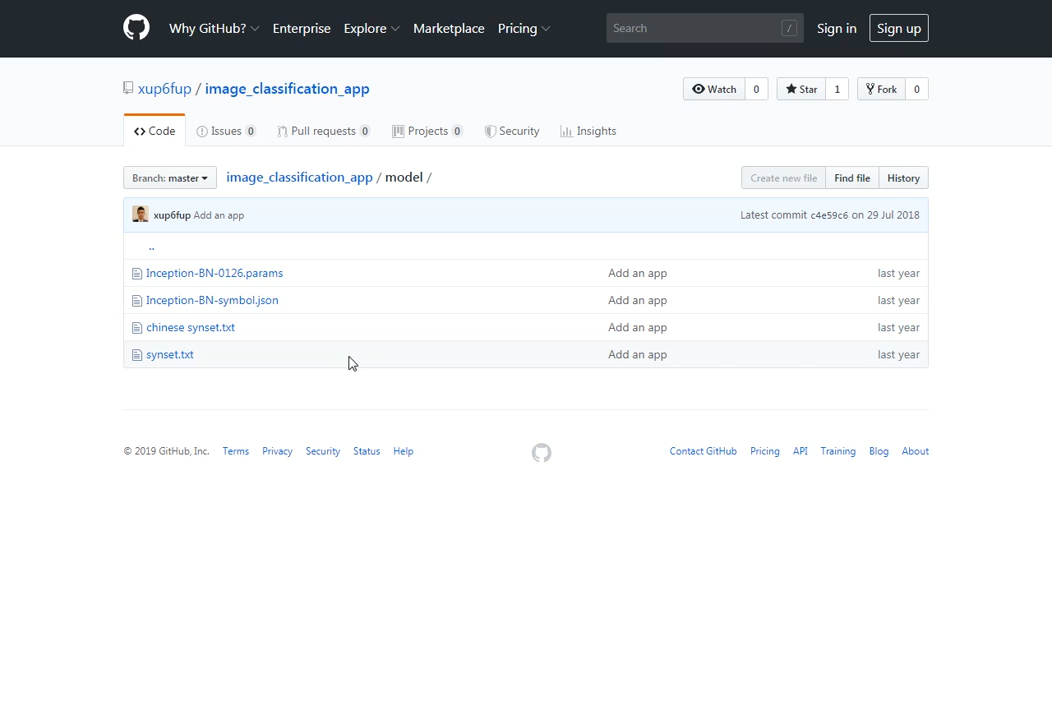 Why GitHub? Enterprise Explore Marketplace Pricing Search / Sign in Sign up
xup6fup / image_classification_app Watch 0 Star 1 Fork 0
Code Issues 0 Pull requests 0 Projects 0 Security Insights
Branch: master image_classification_app / model / Create new file Find file History
xup6fup Add an app Latest commit c4e59c6 on 29 Jul 2018
..
Inception-BN-0126.params Add an app last year
Inception-BN-symbol.json Add an app last year
chinese synset.txt Add an app last year
synset.txt Add an app last year
© 2019 GitHub, Inc. Terms Privacy Security Status Help Contact GitHub Pricing API Training Blog About